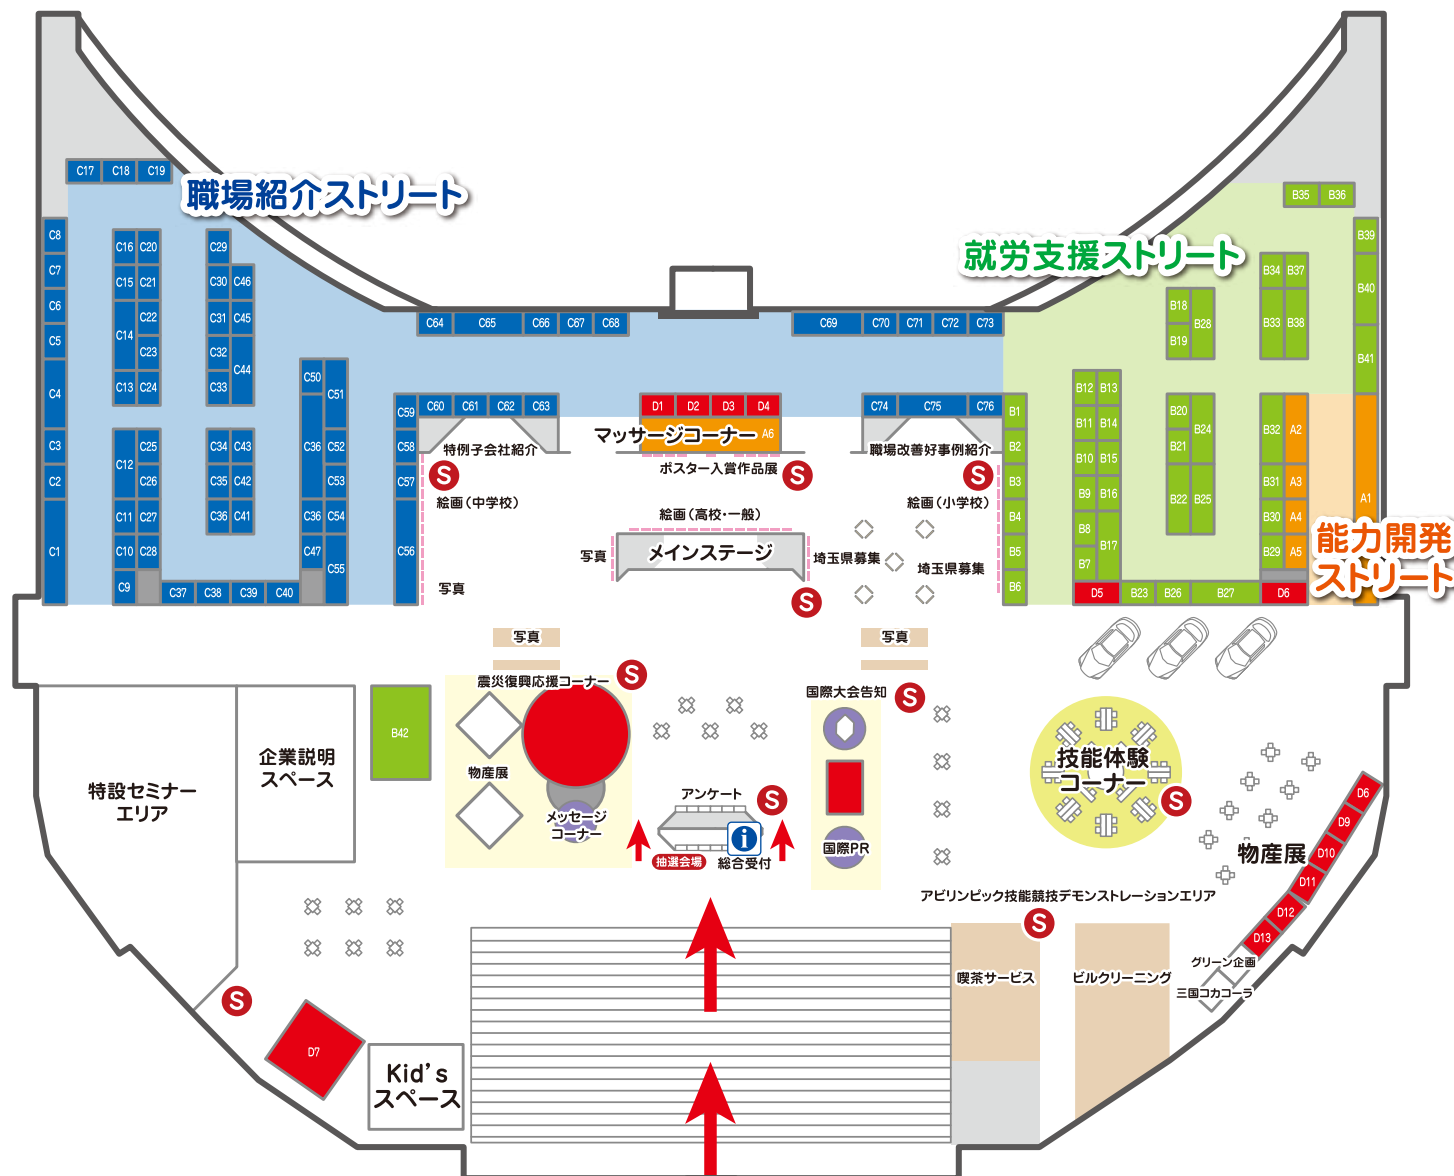 C17 C18 C19
職場紹介ストリート
B35 B36
C8
C7
C6
C5
C4
C3
C2
C1
C16 C20
C15 C21
C14 C22
C23
C13 C24
C29
C30 C46
C31 C45
C32 C44
C33
C12 C25
C26
C11 C27
C10 C28
C9
C34 C43
C35 C42
C36 C41
C50 C51
C36 C52
C53
C36 C54
C47 C55
C37 C38 C39 C40
C59
C58
C57
C56
C64 C65 C66 C67 C68
C69 C70 C71 C72 C73
C60 C61 C62 C63
特例子会社紹介
D1 D2 D3 D4
マッサージコーナー A6
ポスター入賞作品展
C74 C75 C76
職場改善好事例紹介
S
S
S
絵画(中学校)
絵画(高校・一般)
絵画(小学校)
写真
写真
メインステージ
埼玉県募集
埼玉県募集
S
就労支援ストリート
B39
B40
B41
B34 B37
B33 B38
B18 B28
B19
B12 B13
B11 B14
B10 B15
B9 B16
B8 B17
B7
B20 B24
B21
B22 B25
B32 A2
B31 A3
B30 A4
B29 A5
A1
B1
B2
B3
B4
B5
B6
D5 B23 B26 B27 D6
能力開発
ストリート
写真
写真
震災復興応援コーナー
S
国際大会告知
S
B42
企業説明
スペース
特設セミナー
エリア
物産展
メッセージ
コーナー
アンケート
S
i
抽選会場
総合受付
国際PR
技能体験
コーナー
S
物産展
D6
D9
D10
D11
D12
D13
グリーン企画
三国コカコーラ
アビリンピック技能競技デモンストレーションエリア
S
喫茶サービス
ビルクリーニング
S
D7
Kid's
スペース